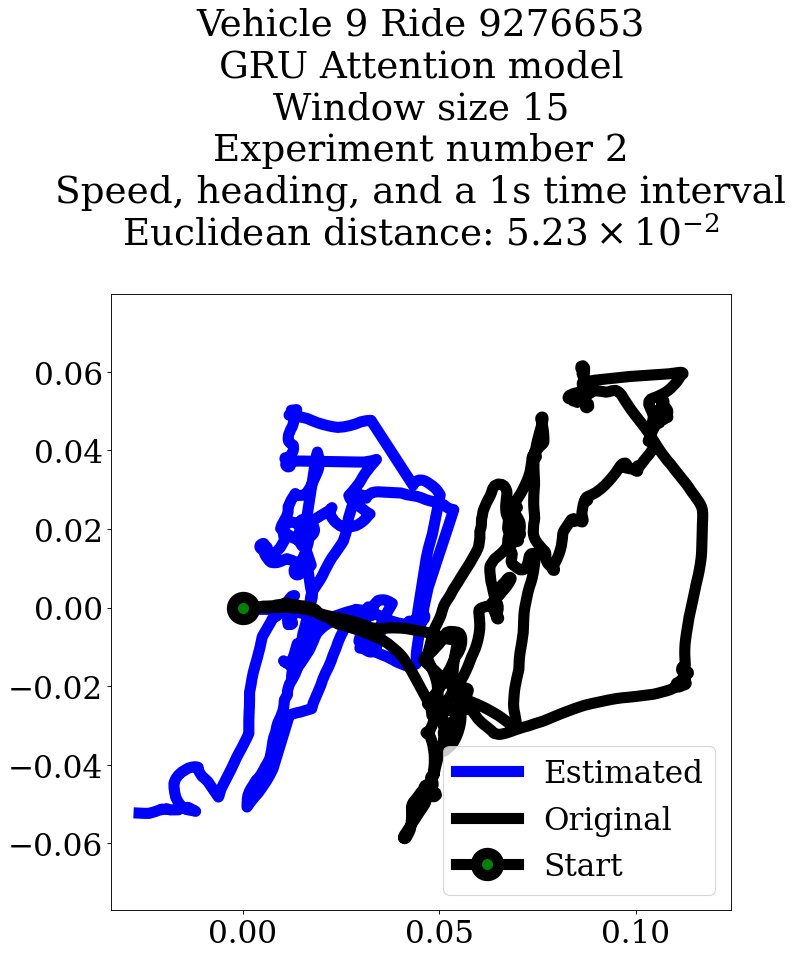 Vehicle 9 Ride 9276653
GRU Attention model
Window size 15
Experiment number 2
Speed, heading, and a 1s time interval
Euclidean distance: 5.23 × 10⁻²
0.06
0.04
0.02
0.00
−0.02
−0.04
−0.06
Estimated
Original
Start
0.00 0.05 0.10